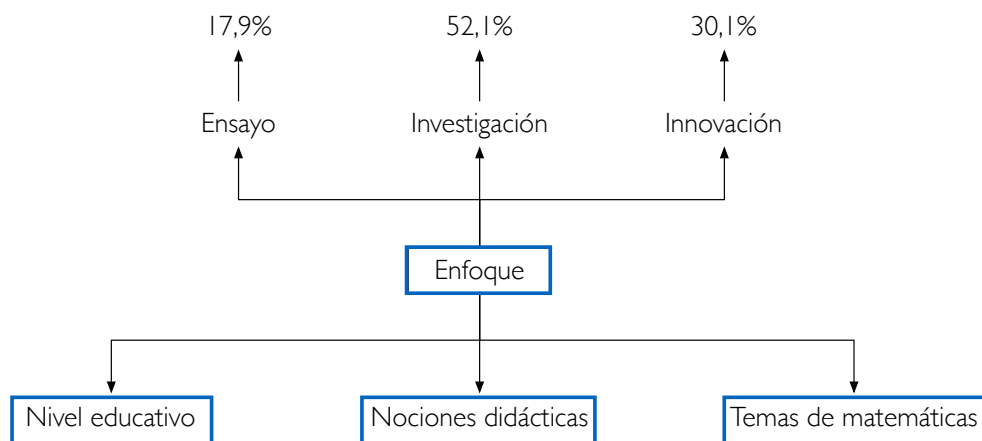 17,9% 52,1% 30,1%
Ensayo Investigación Innovación
Enfoque
Nivel educativo Nociones didácticas Temas de matemáticas